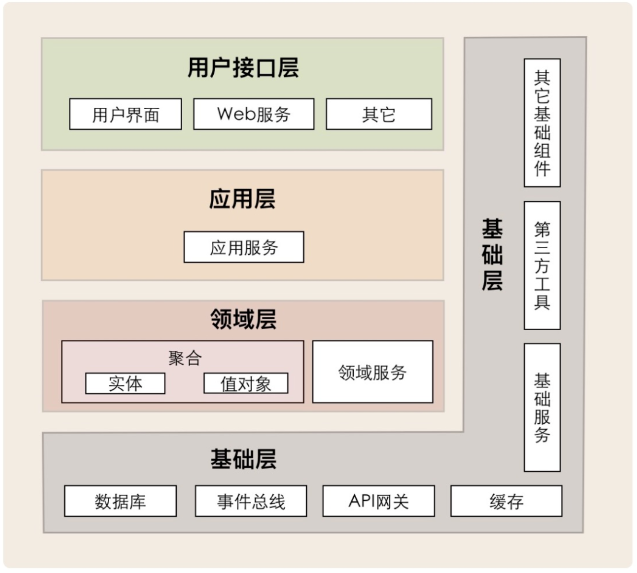 用户接口层
用户界面
Web服务
其它
应用层
应用服务
领域层
聚合
实体
值对象
领域服务
基础层
数据库
事件总线
API网关
缓存
基础层
其它基础组件
第三方工具
基础服务